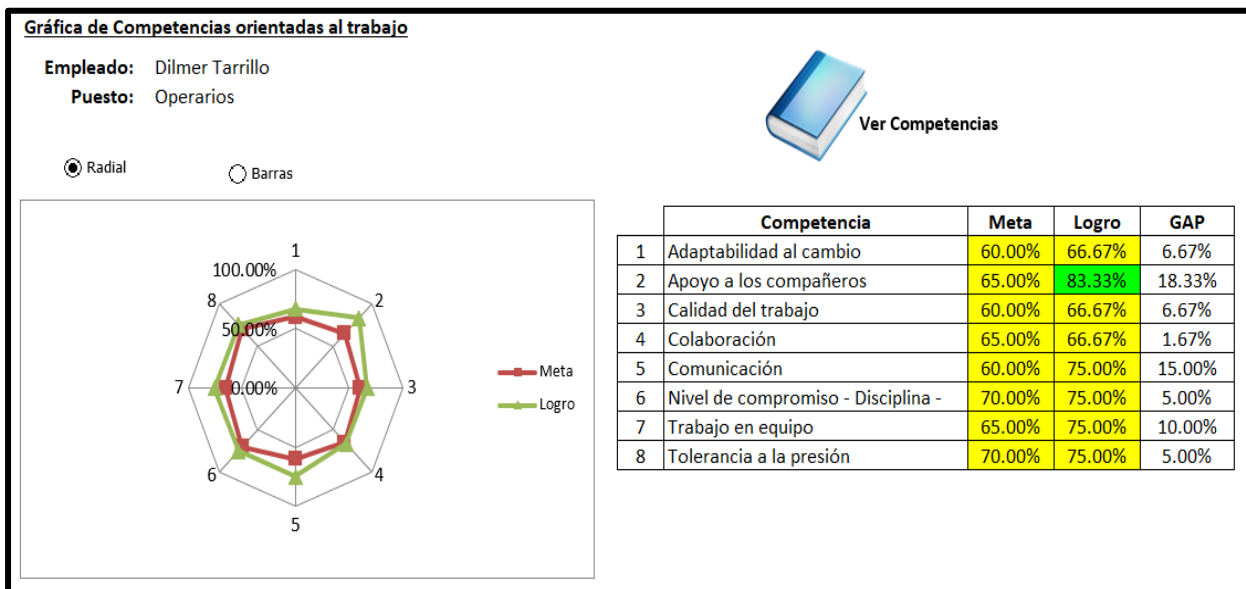 Gráfica de Competencias orientadas al trabajo
Empleado: Dilmer Tarrillo
Puesto: Operarios
Ver Competencias
Radial
Barras
1
100.00%
8
2
50.00%
7
0.00%
3
6
4
5
Meta
Logro
Competencia Meta Logro GAP
1 Adaptabilidad al cambio 60.00% 66.67% 6.67%
2 Apoyo a los compañeros 65.00% 83.33% 18.33%
3 Calidad del trabajo 60.00% 66.67% 6.67%
4 Colaboración 65.00% 66.67% 1.67%
5 Comunicación 60.00% 75.00% 15.00%
6 Nivel de compromiso - Disciplina - 70.00% 75.00% 5.00%
7 Trabajo en equipo 65.00% 75.00% 10.00%
8 Tolerancia a la presión 70.00% 75.00% 5.00%